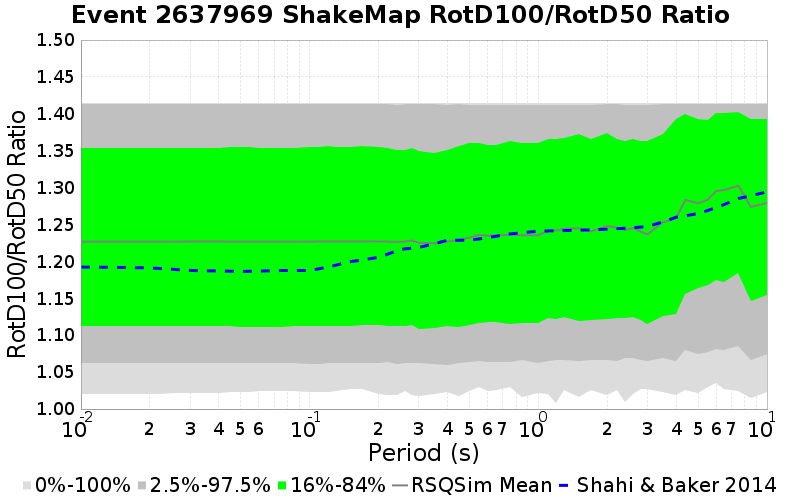 Event 2637969 ShakeMap RotD100/RotD50 Ratio
RotD100/RotD50 Ratio
1.50
1.45
1.40
1.35
1.30
1.25
1.20
1.15
1.10
1.05
1.00
10^-2 2 3 4 5 6 10^-1 2 3 4 5 6 7 10^0 2 3 4 5 6 7 10^1
Period (s)
0%-100% 2.5%-97.5% 16%-84% RSQSim Mean Shahi & Baker 2014